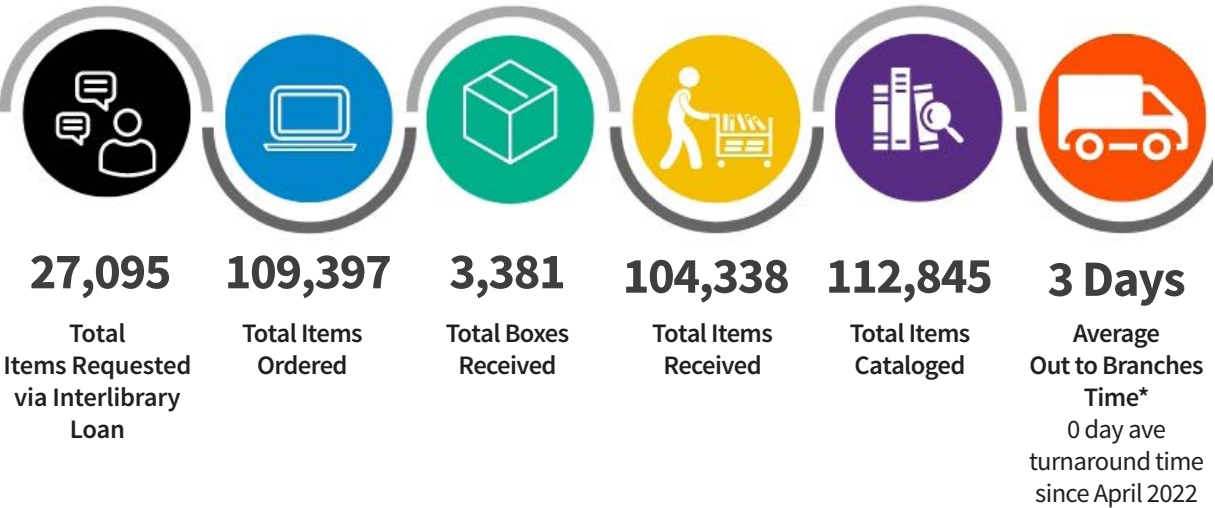 27,095
Total
Items Requested
via Interlibrary
Loan
109,397
Total Items
Ordered
3,381
Total Boxes
Received
104,338
Total Items
Received
112,845
Total Items
Cataloged
3 Days
Average
Out to Branches
Time*
0 day ave
turnaround time
since April 2022